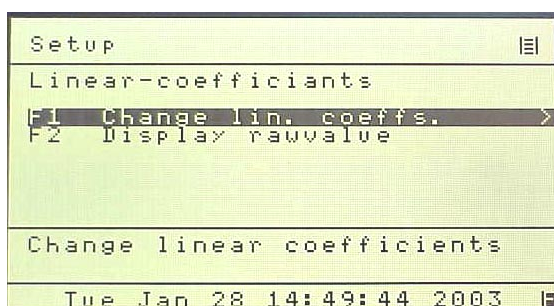 Setup
Linear-coefficiants
F1 Change lin. coeffs. >
F2 Display rawvalue
Change linear coefficients
Tue Jan 28 14:49:44 2003